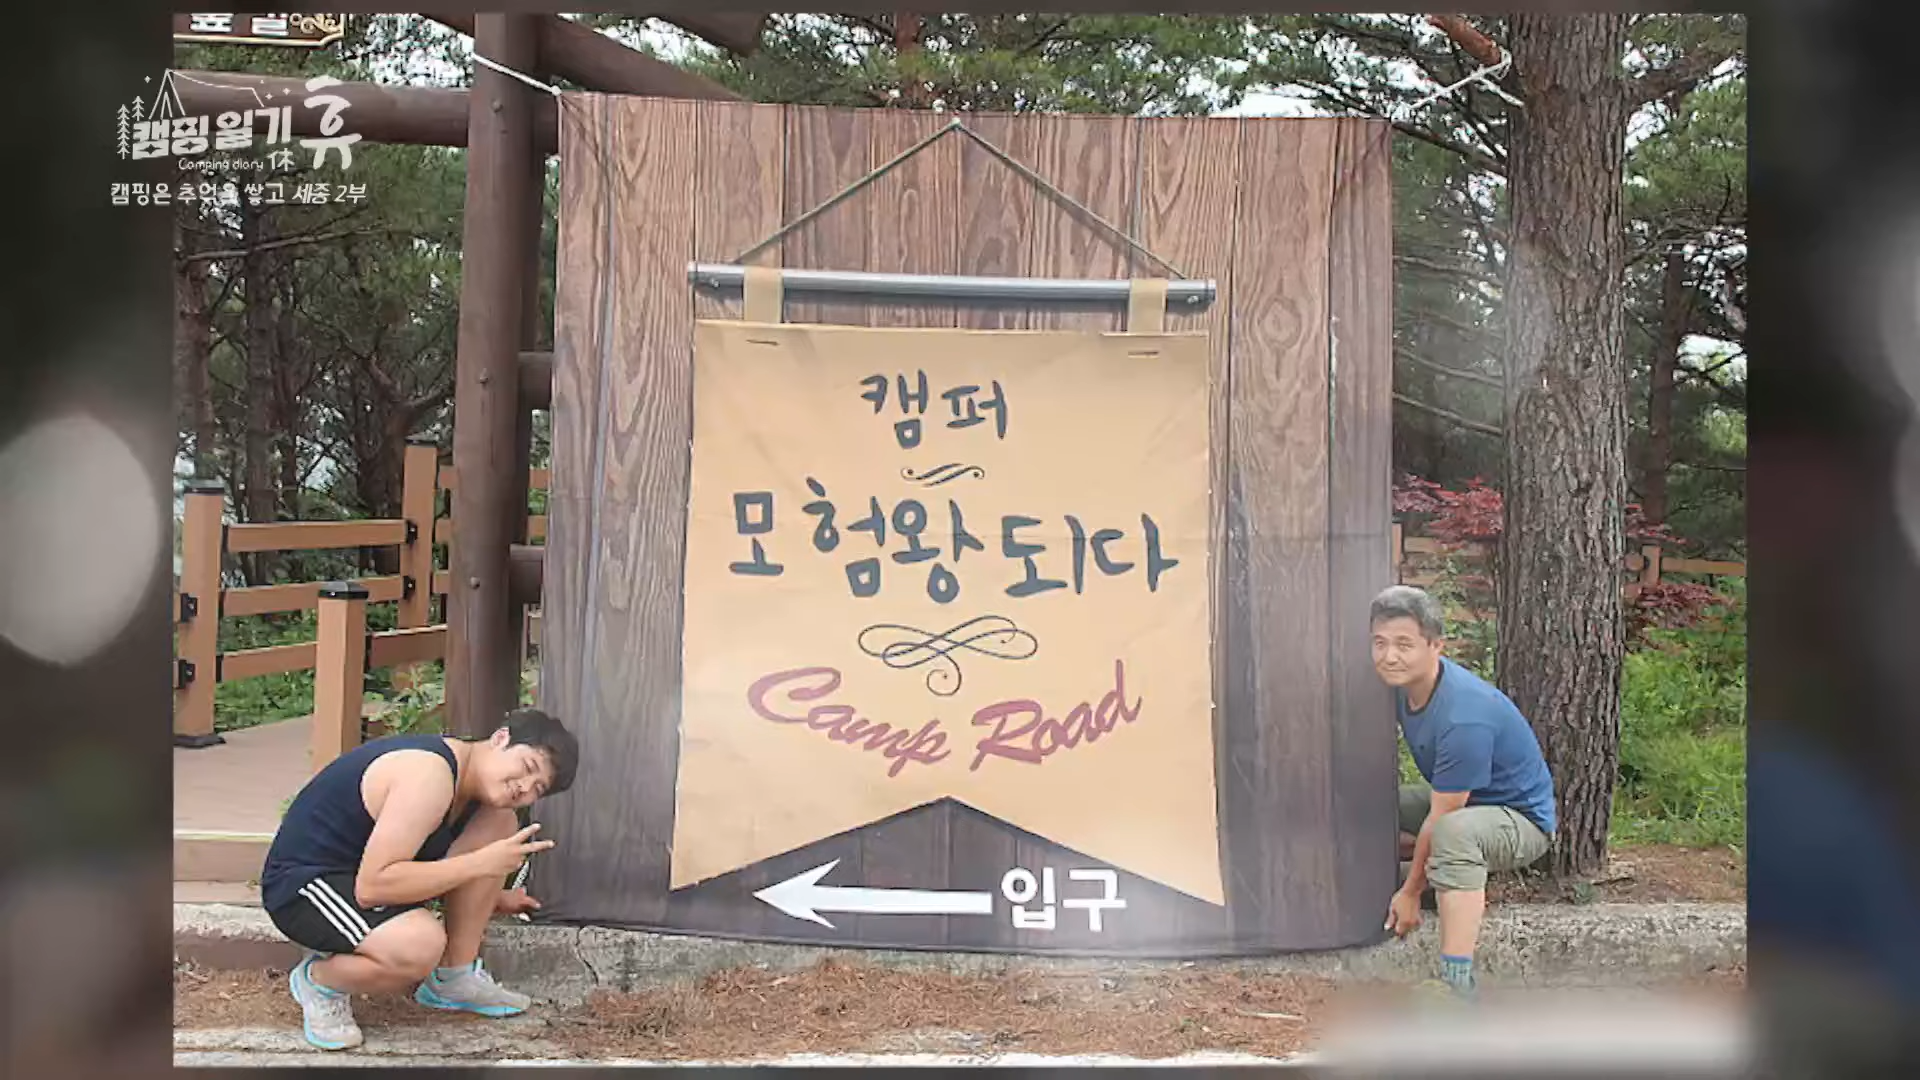 캠핑일기 휴
Camping diary 休
캠핑은 추억을 쌓고 세종 2부
캠퍼
모험왕 되다
Camp Road
입구